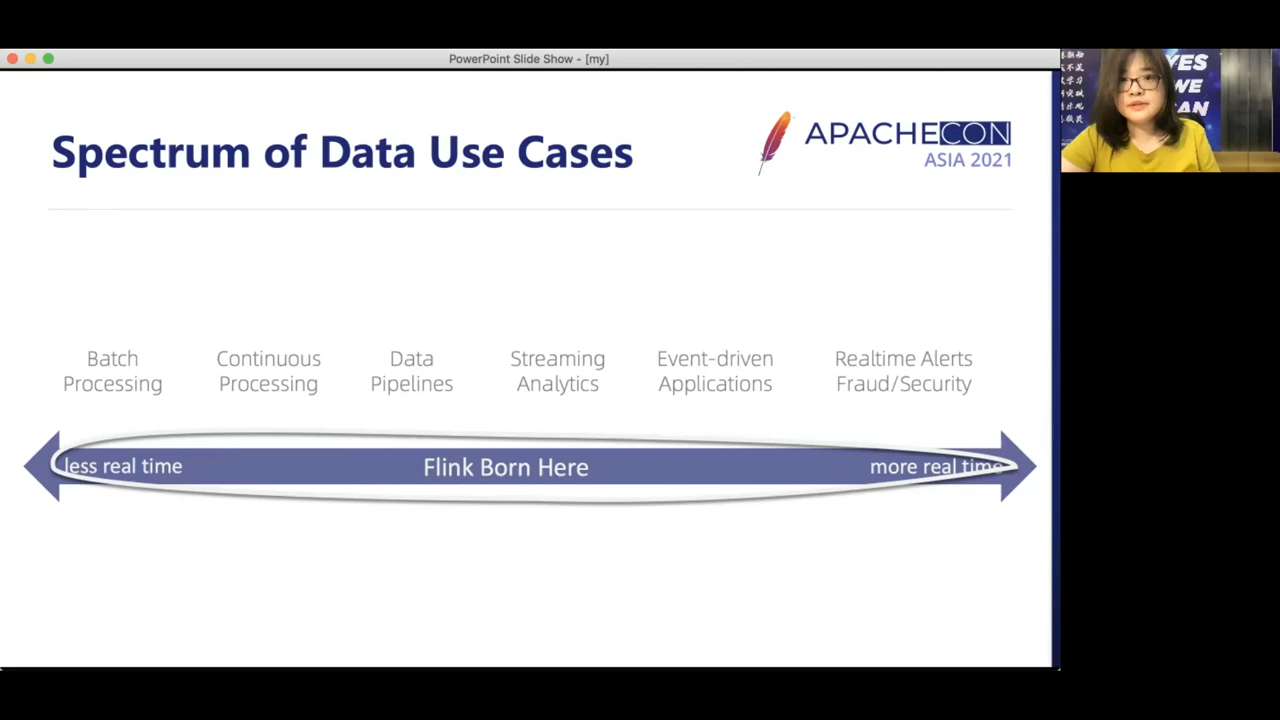 PowerPoint Slide Show - [my]
Spectrum of Data Use Cases
APACHECON
ASIA 2021
YES
WE
CAN
Batch
Processing
Continuous
Processing
Data
Pipelines
Streaming
Analytics
Event-driven
Applications
Realtime Alerts
Fraud/Security
less real time
Flink Born Here
more real time